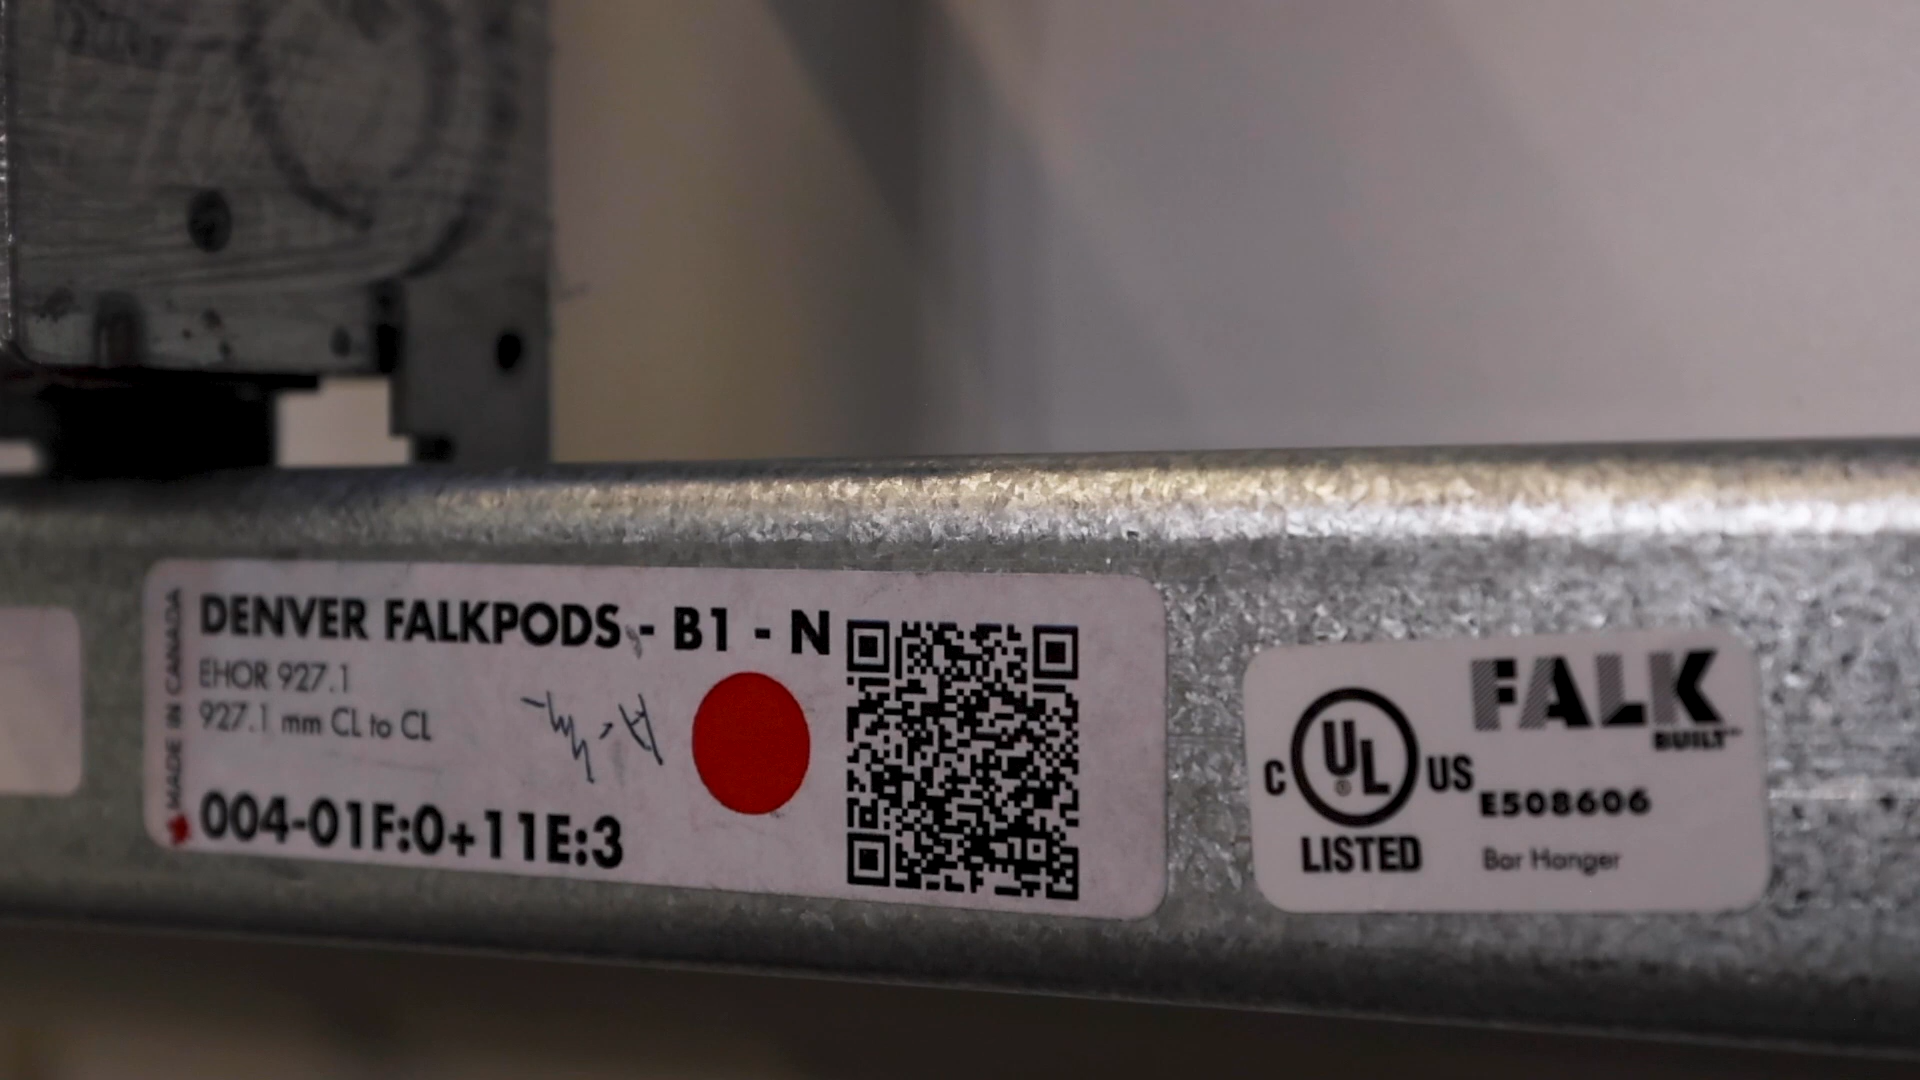 MADE IN CANADA
DENVER FALKPODS - B1 - N
EHOR 927.1
927.1 mm CL to CL
004-01F:0+11E:3
FALK
BUILT™
C UL® US
LISTED
E508606
Bar Hanger